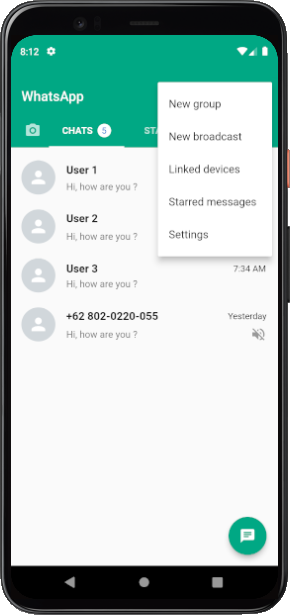 8:12
WhatsApp
New group
New broadcast
Linked devices
Starred messages
Settings
CHATS 5 STA
User 1
Hi, how are you ?
User 2
Hi, how are you ?
User 3
7:34 AM
Hi, how are you ?
+62 802-0220-055
Yesterday
Hi, how are you ?